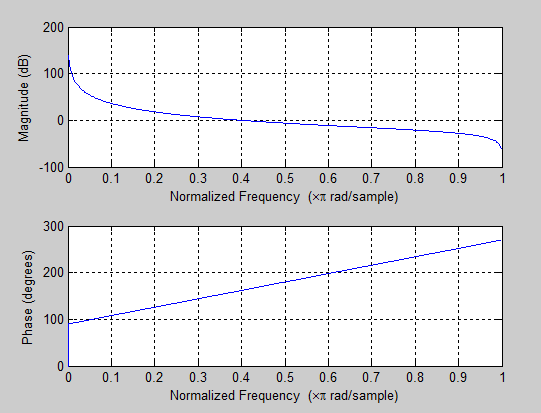 200
100
0
-100
Magnitude (dB)
0 0.1 0.2 0.3 0.4 0.5 0.6 0.7 0.8 0.9 1
Normalized Frequency (×π rad/sample)
300
200
100
0
Phase (degrees)
0 0.1 0.2 0.3 0.4 0.5 0.6 0.7 0.8 0.9 1
Normalized Frequency (×π rad/sample)